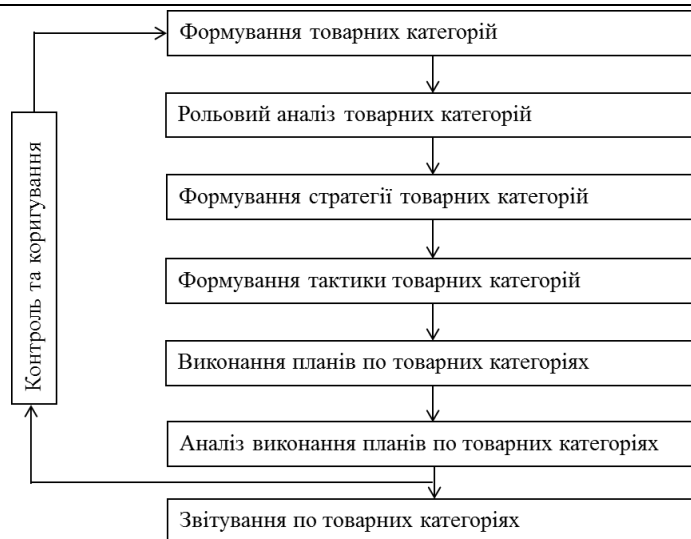 Формування товарних категорій
Рольовий аналіз товарних категорій
Формування стратегії товарних категорій
Формування тактики товарних категорій
Виконання планів по товарних категоріях
Аналіз виконання планів по товарних категоріях
Звітування по товарних категоріях
Контроль та коригування